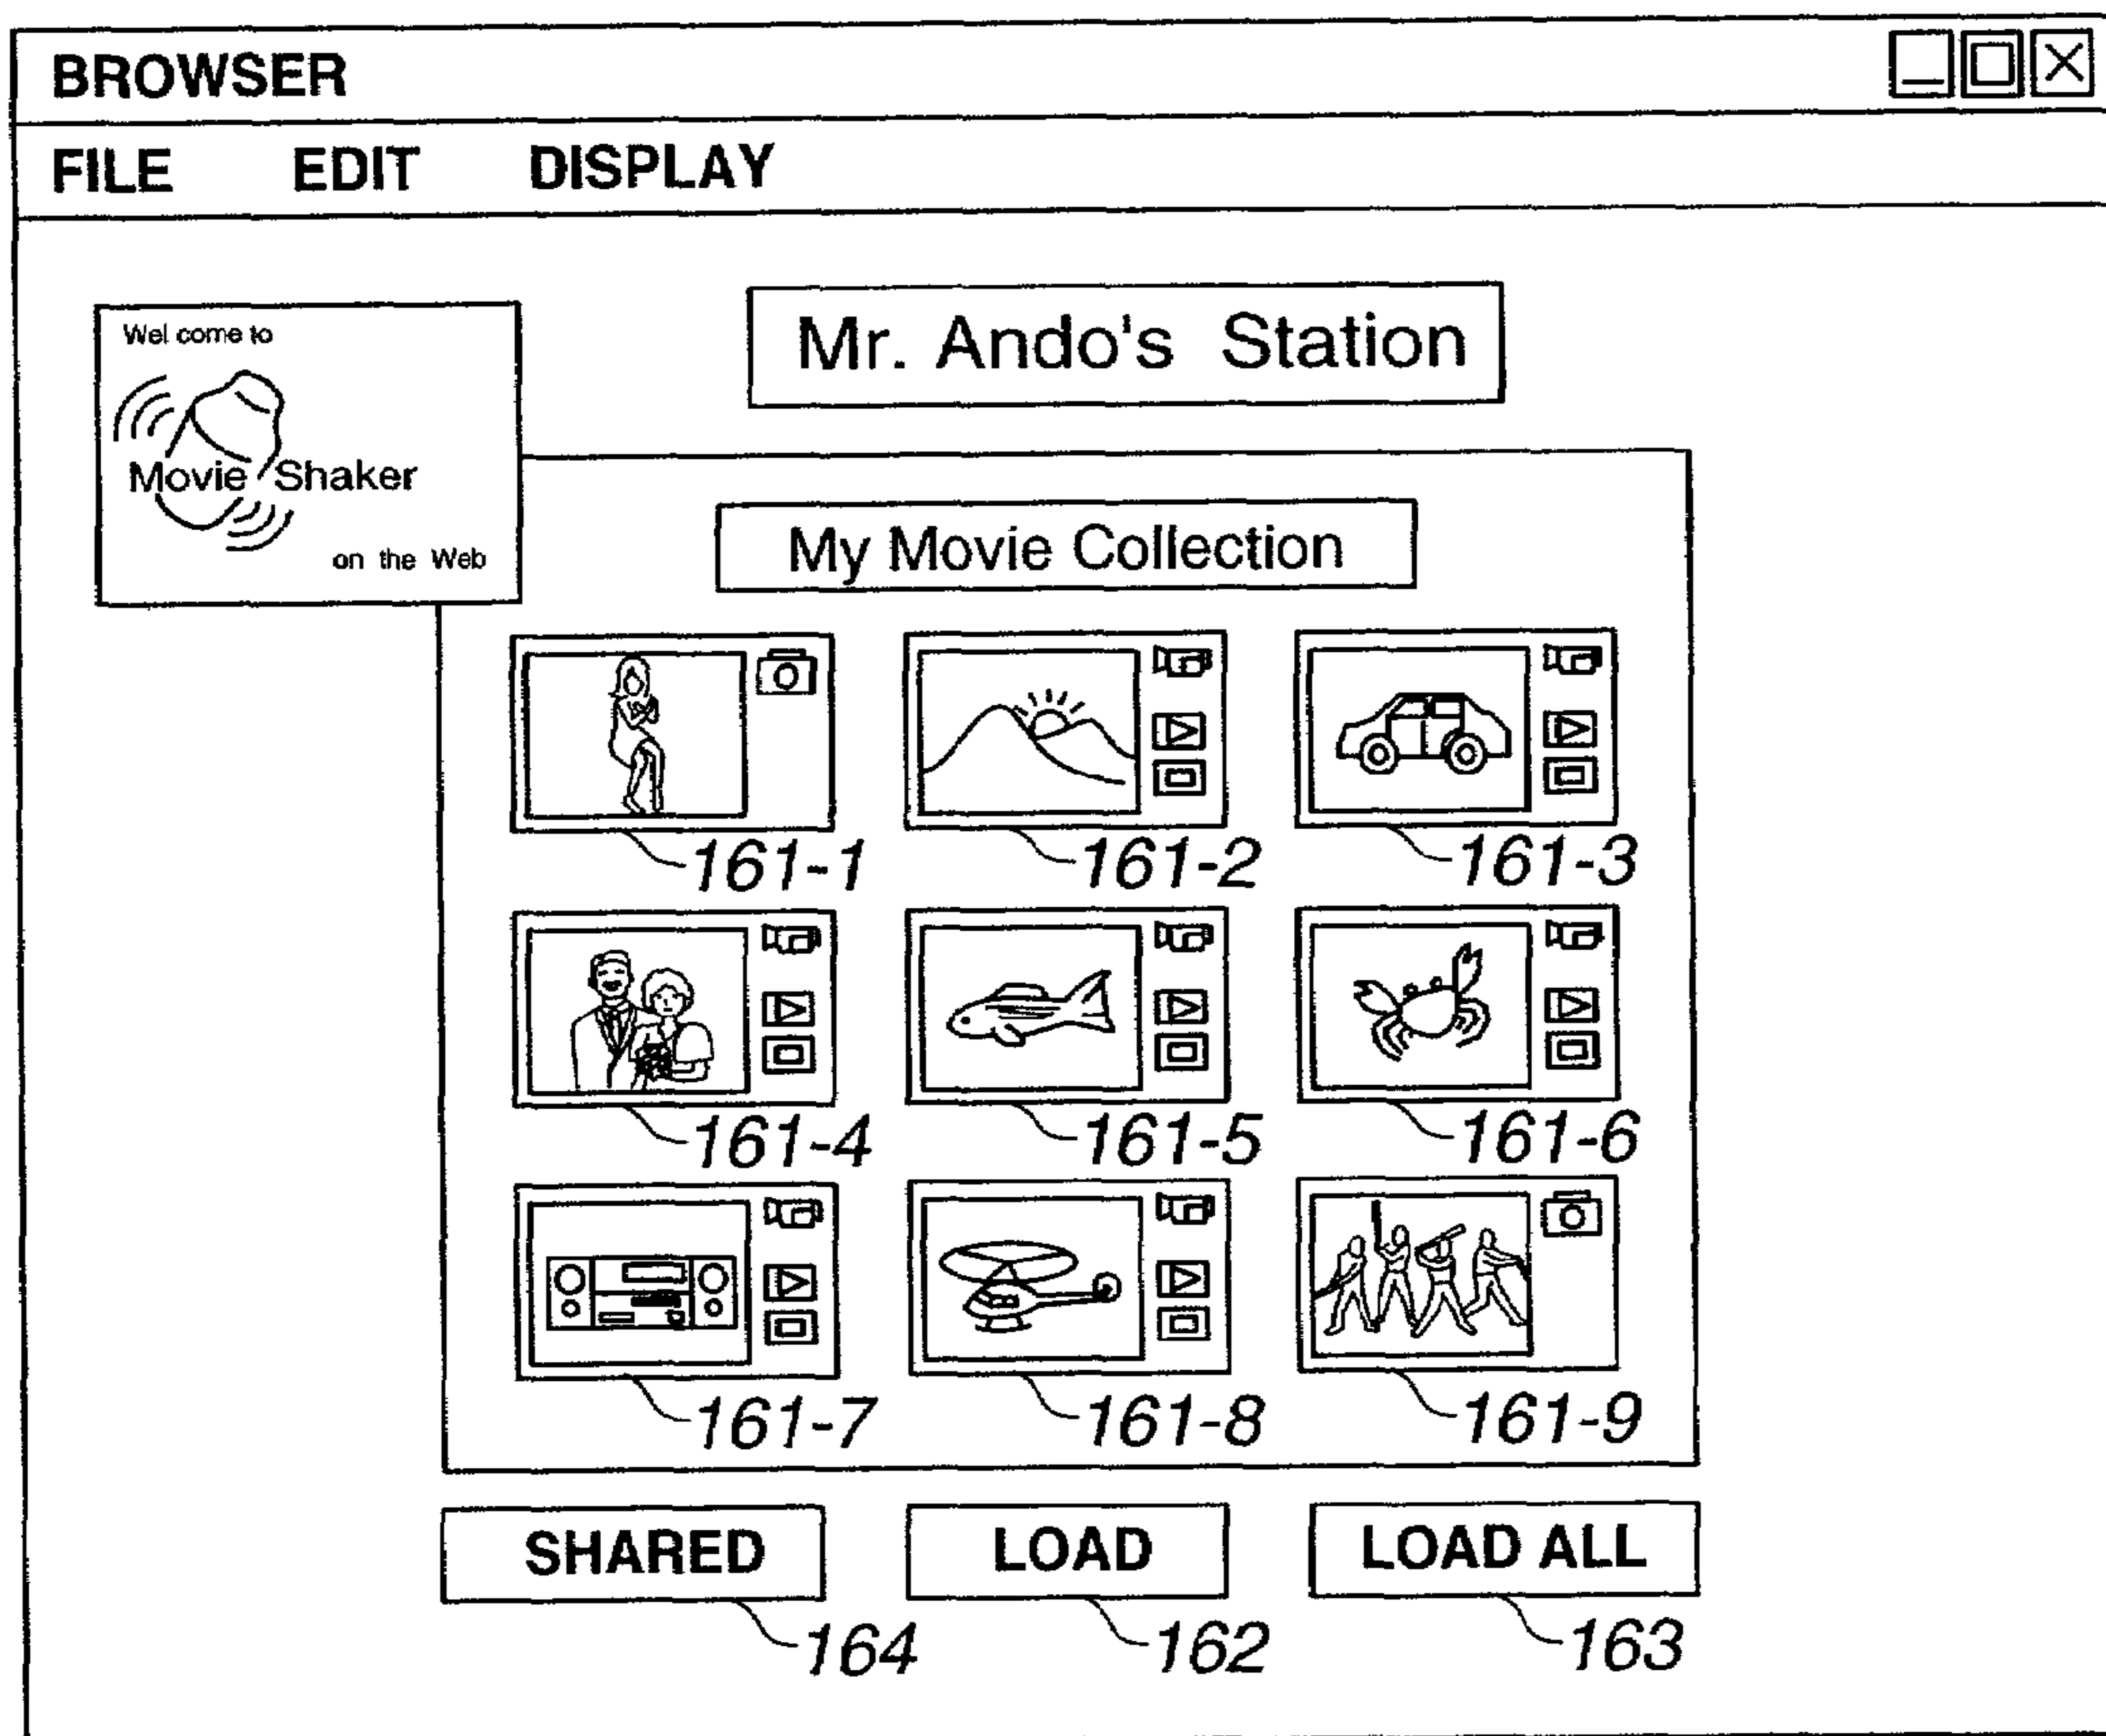 BROWSER
FILE EDIT DISPLAY
Wel come to
Movie Shaker
on the Web
Mr. Ando's Station
My Movie Collection
161-1 161-2 161-3
161-4 161-5 161-6
161-7 161-8 161-9
SHARED LOAD LOAD ALL
164 162 163